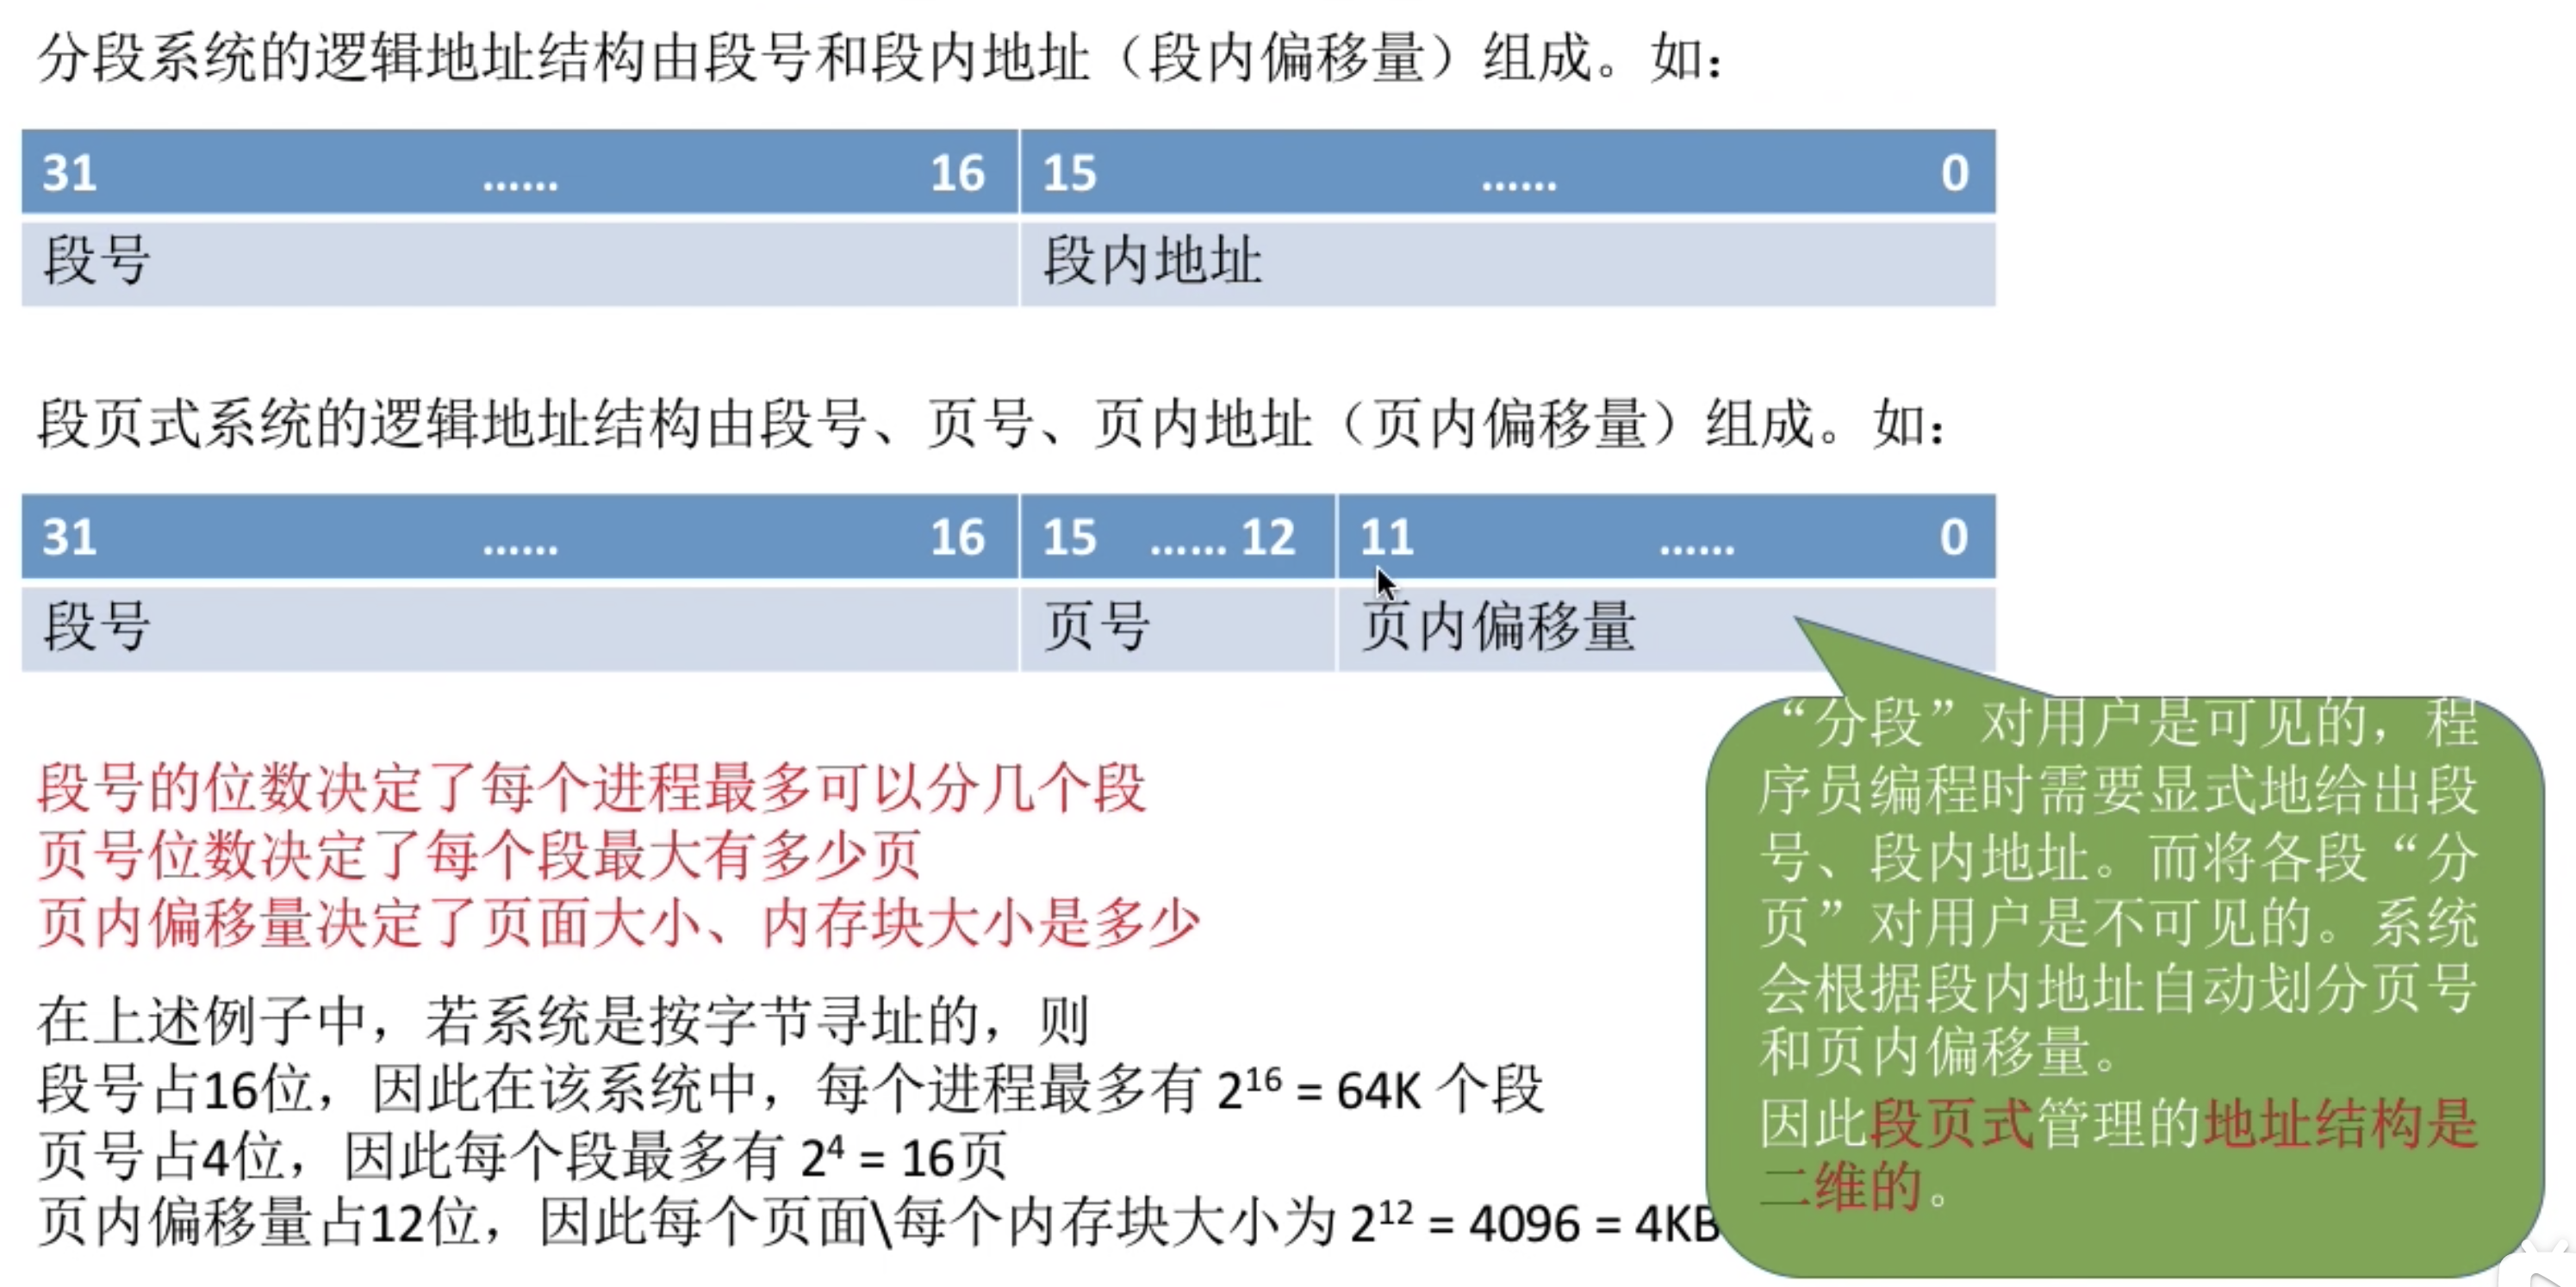 分段系统的逻辑地址结构由段号和段内地址（段内偏移量）组成。如：
31 …… 16 15 …… 0
段号 段内地址
段页式系统的逻辑地址结构由段号、页号、页内地址（页内偏移量）组成。如：
31 …… 16 15 …… 12 11 …… 0
段号 页号 页内偏移量
段号的位数决定了每个进程最多可以分几个段
页号位数决定了每个段最大有多少页
页内偏移量决定了页面大小、内存块大小是多少
在上述例子中，若系统是按字节寻址的，则
段号占16位，因此在该系统中，每个进程最多有 2¹⁶ = 64K 个段
页号占4位，因此每个段最多有 2⁴ = 16页
页内偏移量占12位，因此每个页面\每个内存块大小为 2¹² = 4096 = 4KB
“分段”对用户是可见的，程
序员编程时需要显式地给出段
号、段内地址。而将各段“分
页”对用户是不可见的。系统
会根据段内地址自动划分页号
和页内偏移量。
因此段页式管理的地址结构是
二维的。